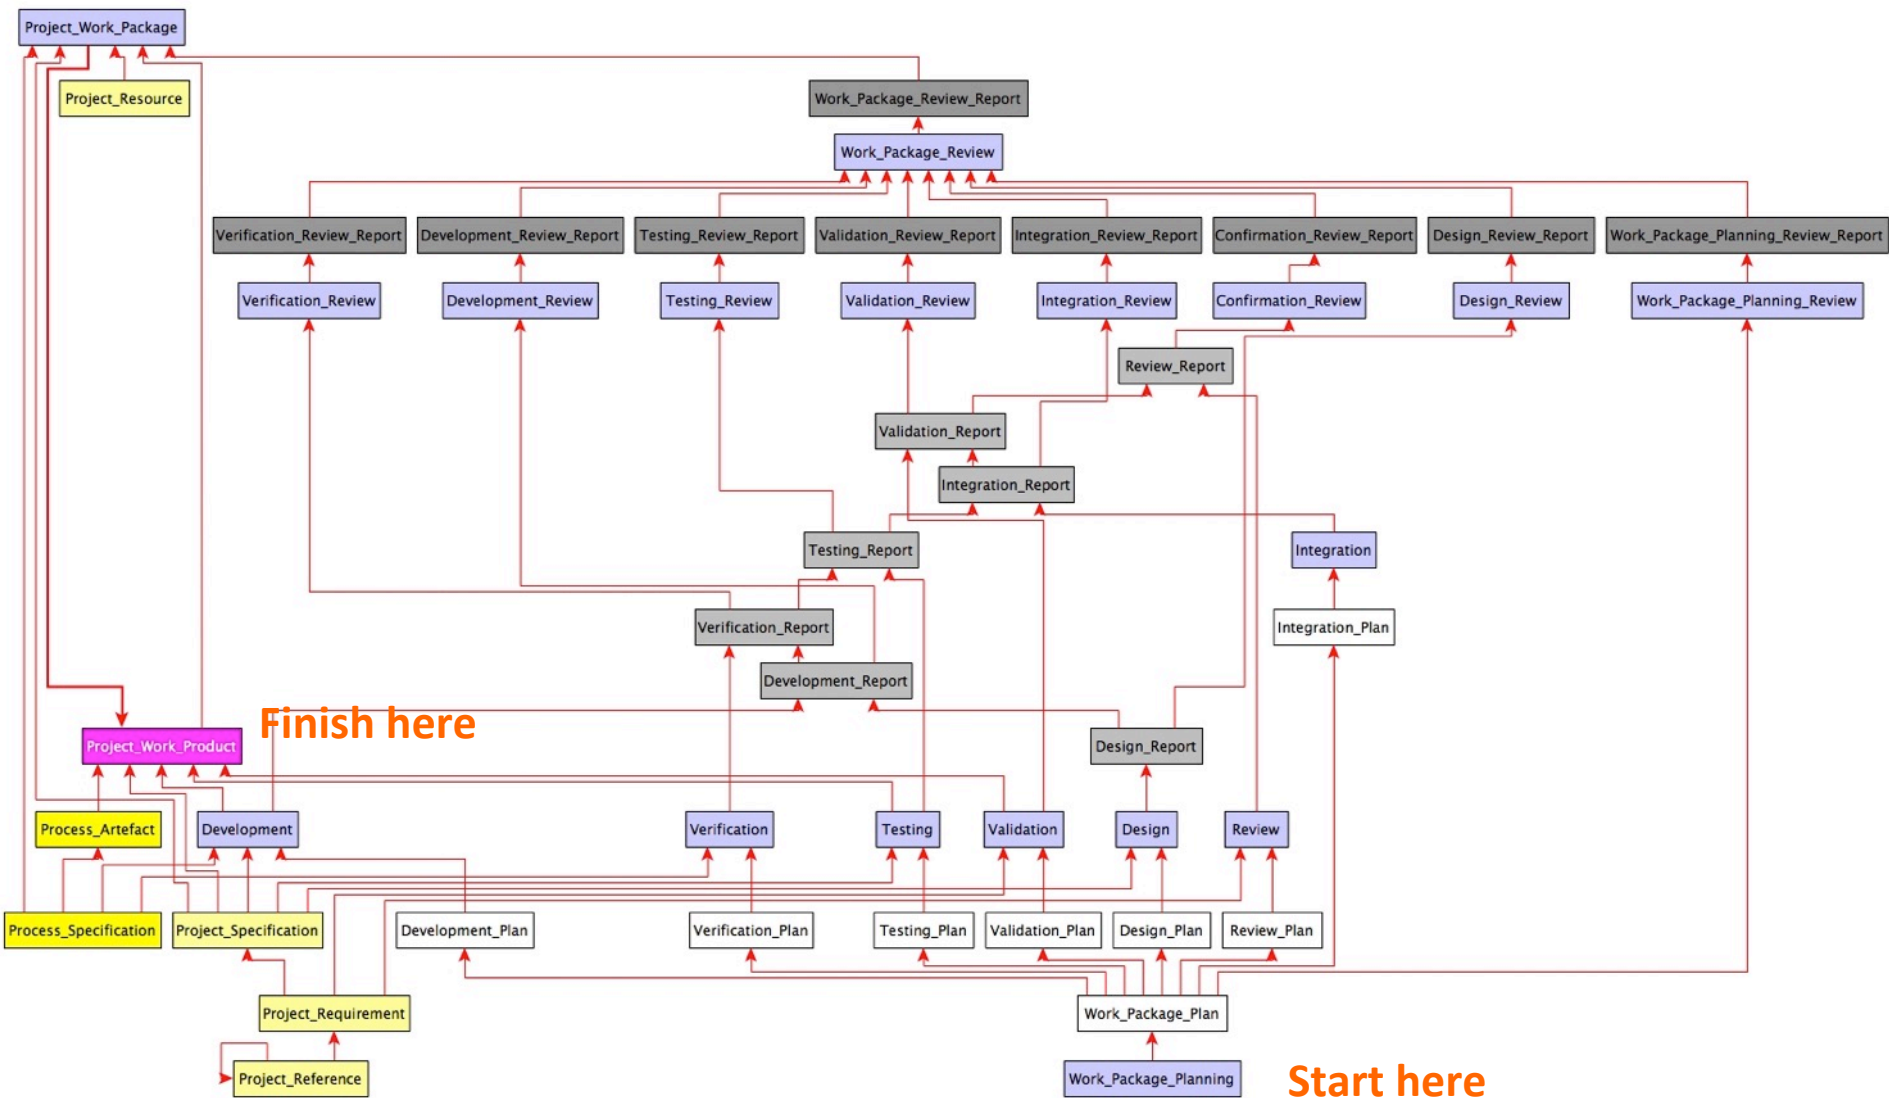 Project_Work_Package
Project_Resource
Work_Package_Review_Report
Work_Package_Review
Verification_Review_Report
Development_Review_Report
Testing_Review_Report
Validation_Review_Report
Integration_Review_Report
Confirmation_Review_Report
Design_Review_Report
Work_Package_Planning_Review_Report
Verification_Review
Development_Review
Testing_Review
Validation_Review
Integration_Review
Confirmation_Review
Design_Review
Work_Package_Planning_Review
Review_Report
Validation_Report
Integration_Report
Testing_Report
Integration
Verification_Report
Integration_Plan
Development_Report
Finish here
Project_Work_Product
Design_Report
Process_Artefact
Development
Verification
Testing
Validation
Design
Review
Process_Specification
Project_Specification
Development_Plan
Verification_Plan
Testing_Plan
Validation_Plan
Design_Plan
Review_Plan
Project_Requirement
Work_Package_Plan
Project_Reference
Work_Package_Planning
Start here